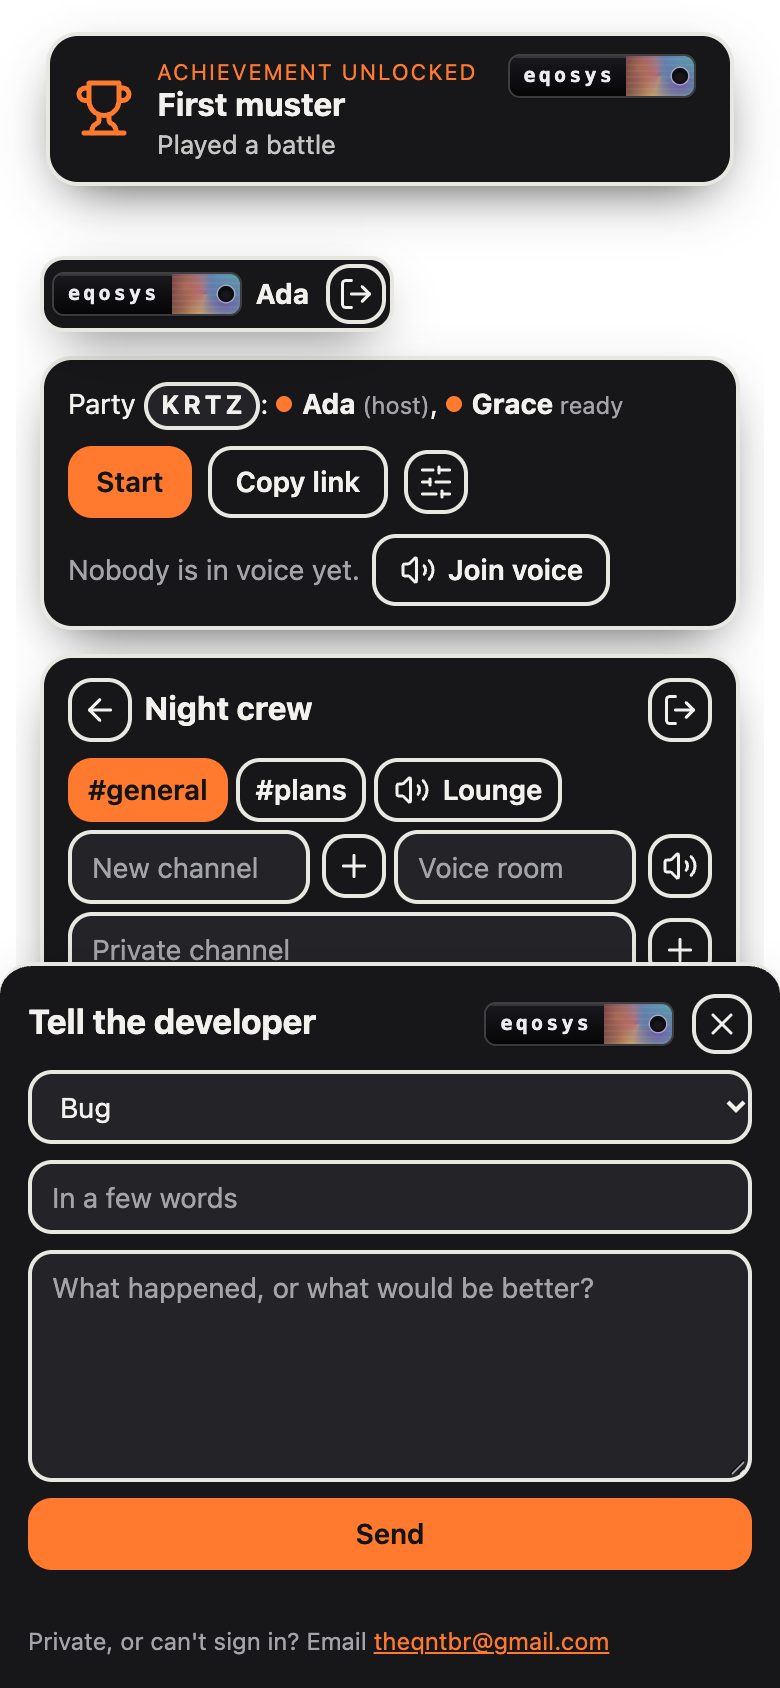 ACHIEVEMENT UNLOCKED
eqosys
First muster
Played a battle
eqosys Ada
Party KRTZ: Ada (host), Grace ready
Start Copy link
Nobody is in voice yet. Join voice
Night crew
#general #plans Lounge
New channel Voice room
Private channel
Tell the developer eqosys
Bug
In a few words
What happened, or what would be better?
Send
Private, or can't sign in? Email theqntbr@gmail.com